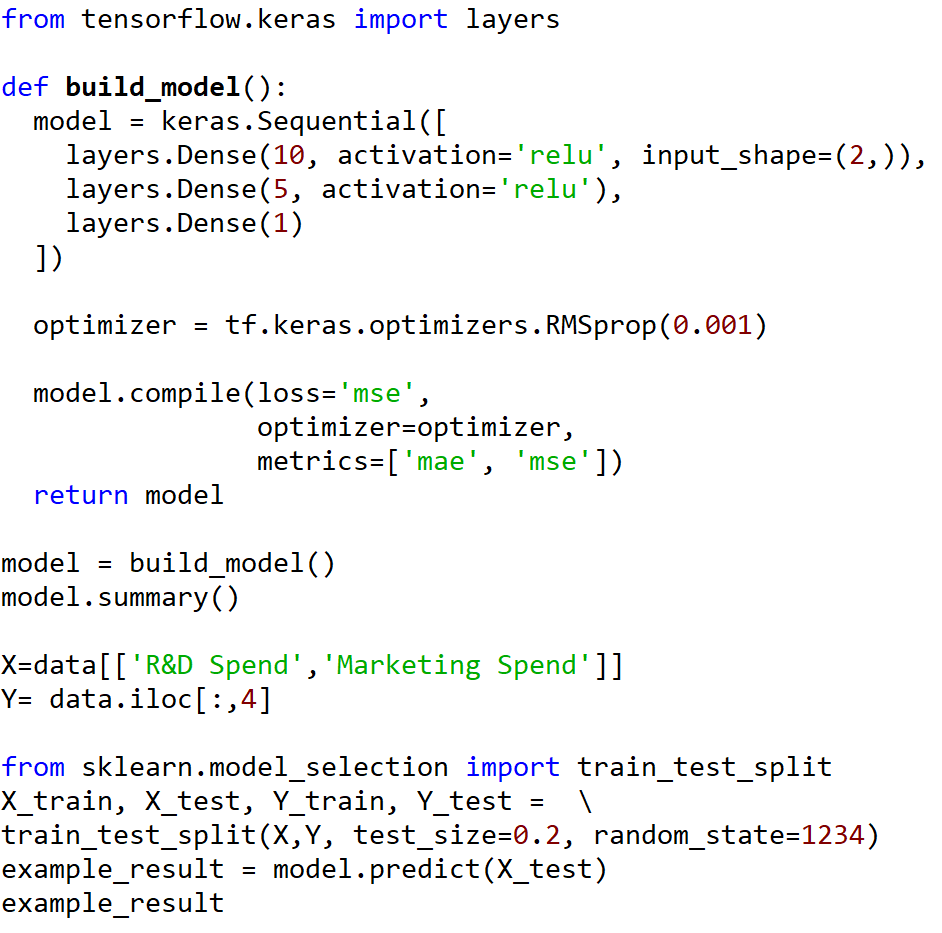 from tensorflow.keras import layers
def build_model():
  model = keras.Sequential([
    layers.Dense(10, activation='relu', input_shape=(2,)),
    layers.Dense(5, activation='relu'),
    layers.Dense(1)
  ])
  optimizer = tf.keras.optimizers.RMSprop(0.001)
  model.compile(loss='mse',
                optimizer=optimizer,
                metrics=['mae', 'mse'])
  return model
model = build_model()
model.summary()
X=data[['R&D Spend','Marketing Spend']]
Y= data.iloc[:,4]
from sklearn.model_selection import train_test_split
X_train, X_test, Y_train, Y_test =  \
train_test_split(X,Y, test_size=0.2, random_state=1234)
example_result = model.predict(X_test)
example_result